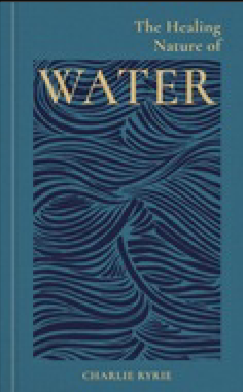 The Healing
Nature of
WATER
CHARLIE RYRIE